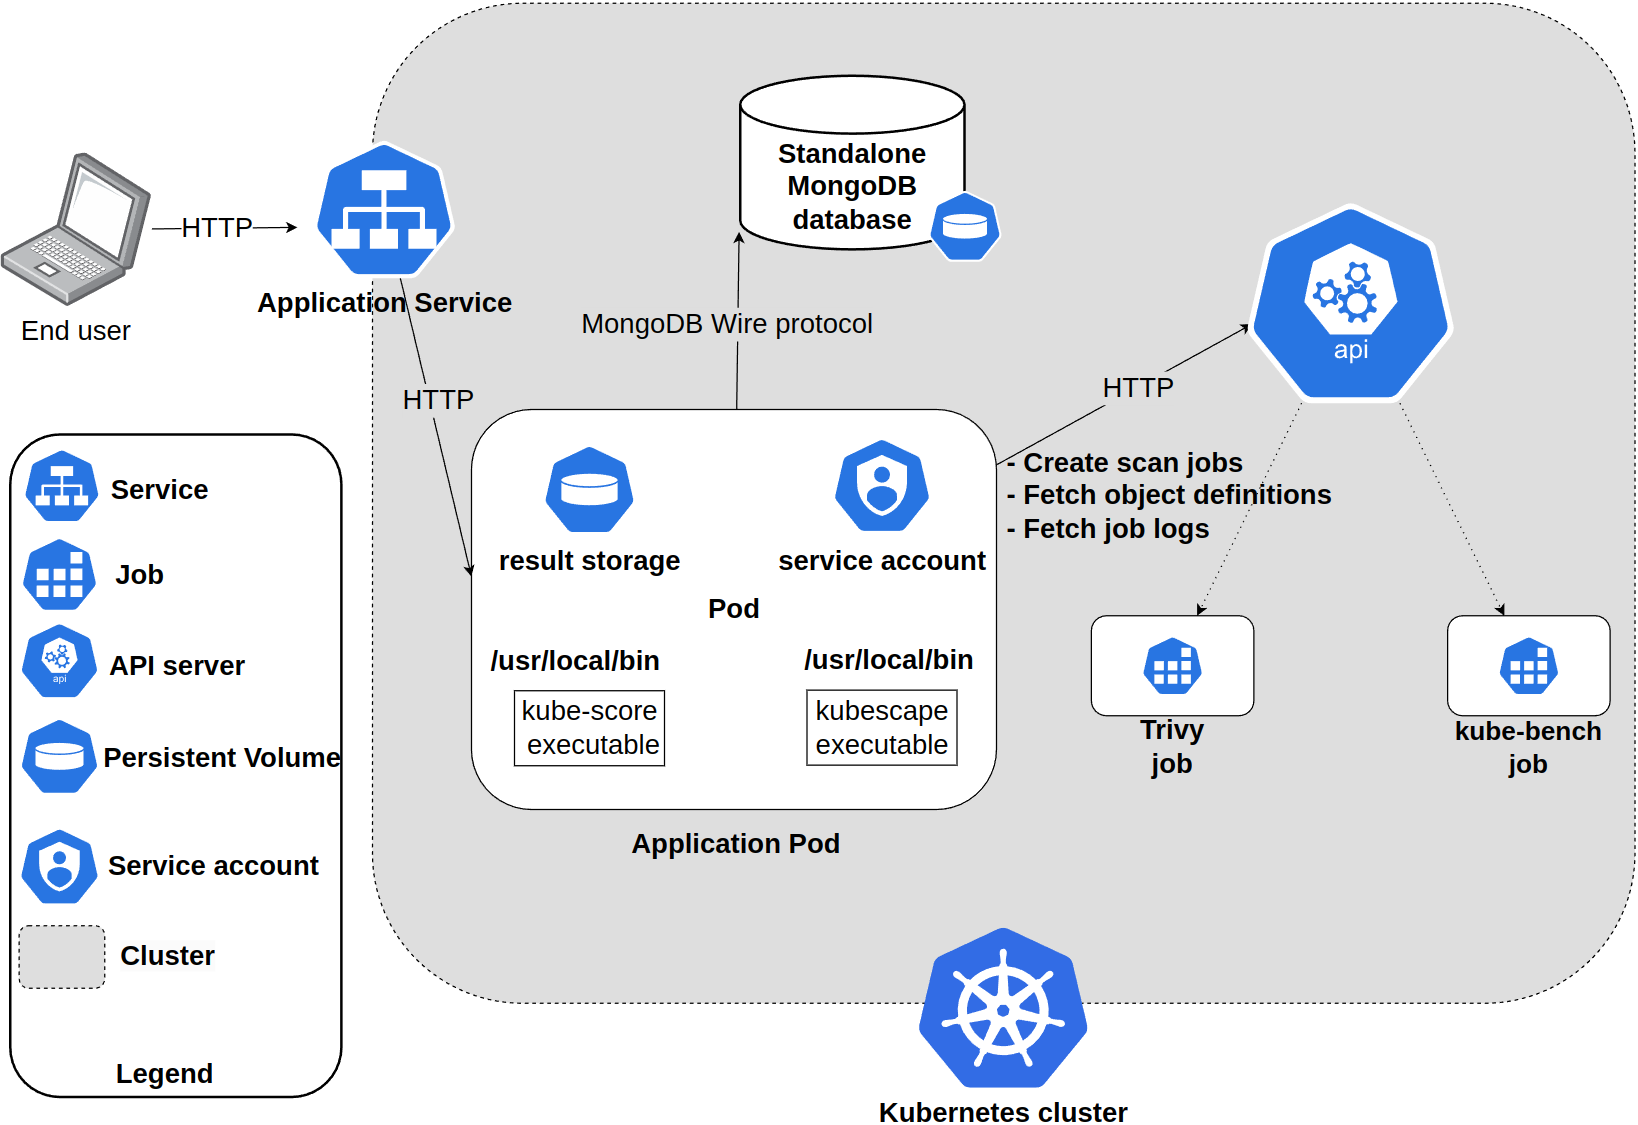 Standalone
MongoDB
database
HTTP
End user
Application Service
MongoDB Wire protocol
api
HTTP
HTTP
- Create scan jobs
- Fetch object definitions
- Fetch job logs
result storage
service account
Pod
/usr/local/bin
kube-score
executable
/usr/local/bin
kubescape
executable
Application Pod
Trivy
job
kube-bench
job
Service
Job
api
API server
Persistent Volume
Service account
Cluster
Legend
Kubernetes cluster